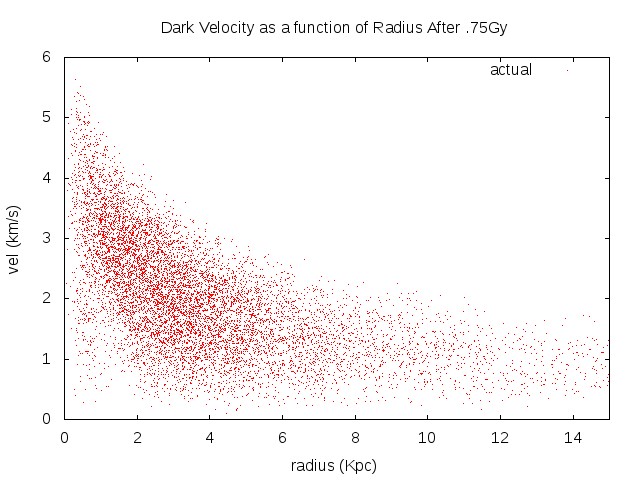 Dark Velocity as a function of Radius After .75Gy
actual
6
5
4
3
2
1
0
vel (km/s)
0 2 4 6 8 10 12 14
radius (Kpc)